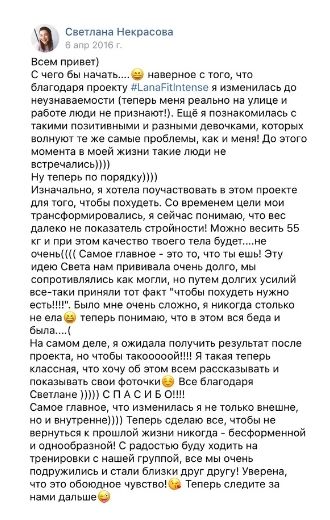 Светлана Некрасова
6 апр 2016 г.
Всем привет)
С чего бы начать....😄 наверное с того, что
благодаря проекту #LanaFitIntense я изменилась до
неузнаваемости (теперь меня реально на улице и
работе люди не признают!). Ещё я познакомилась с
такими позитивными и разными девочками, которых
волнуют те же самые проблемы, как и меня! До этого
момента в моей жизни такие люди не
встречались))))
Ну теперь по порядку))))
Изначально, я хотела поучаствовать в этом проекте
для того, чтобы похудеть. Со временем цели мои
трансформировались, я сейчас понимаю, что вес
далеко не показатель стройности! Можно весить 55
кг и при этом качество твоего тела будет....не
очень(((( Самое главное - это то, что ты ешь! Эту
идею Света нам прививала очень долго, мы
сопротивлялись как могли, но путем долгих усилий
все-таки приняли тот факт "чтобы похудеть нужно
есть!!!!". Было мне очень сложно, я никогда столько
не ела😄 теперь понимаю, что в этом вся беда и
была....(
На самом деле, я ожидала получить результат после
проекта, но чтобы такооооой!!!! Я такая теперь
классная, что хочу об этом всем рассказывать и
показывать свои фоточки☺ Все благодаря
Светлане ))))) С П А С И Б О!!!!
Самое главное, что изменилась я не только внешне,
но и внутренне)))) Теперь сделаю все, чтобы не
вернуться к прошлой жизни никогда - бесформенной
и однообразной! С радостью буду ходить на
тренировки с нашей группой, все мы очень
подружились и стали близки друг другу! Уверена,
что это обоюдное чувство!😘 Теперь следите за
нами дальше😜